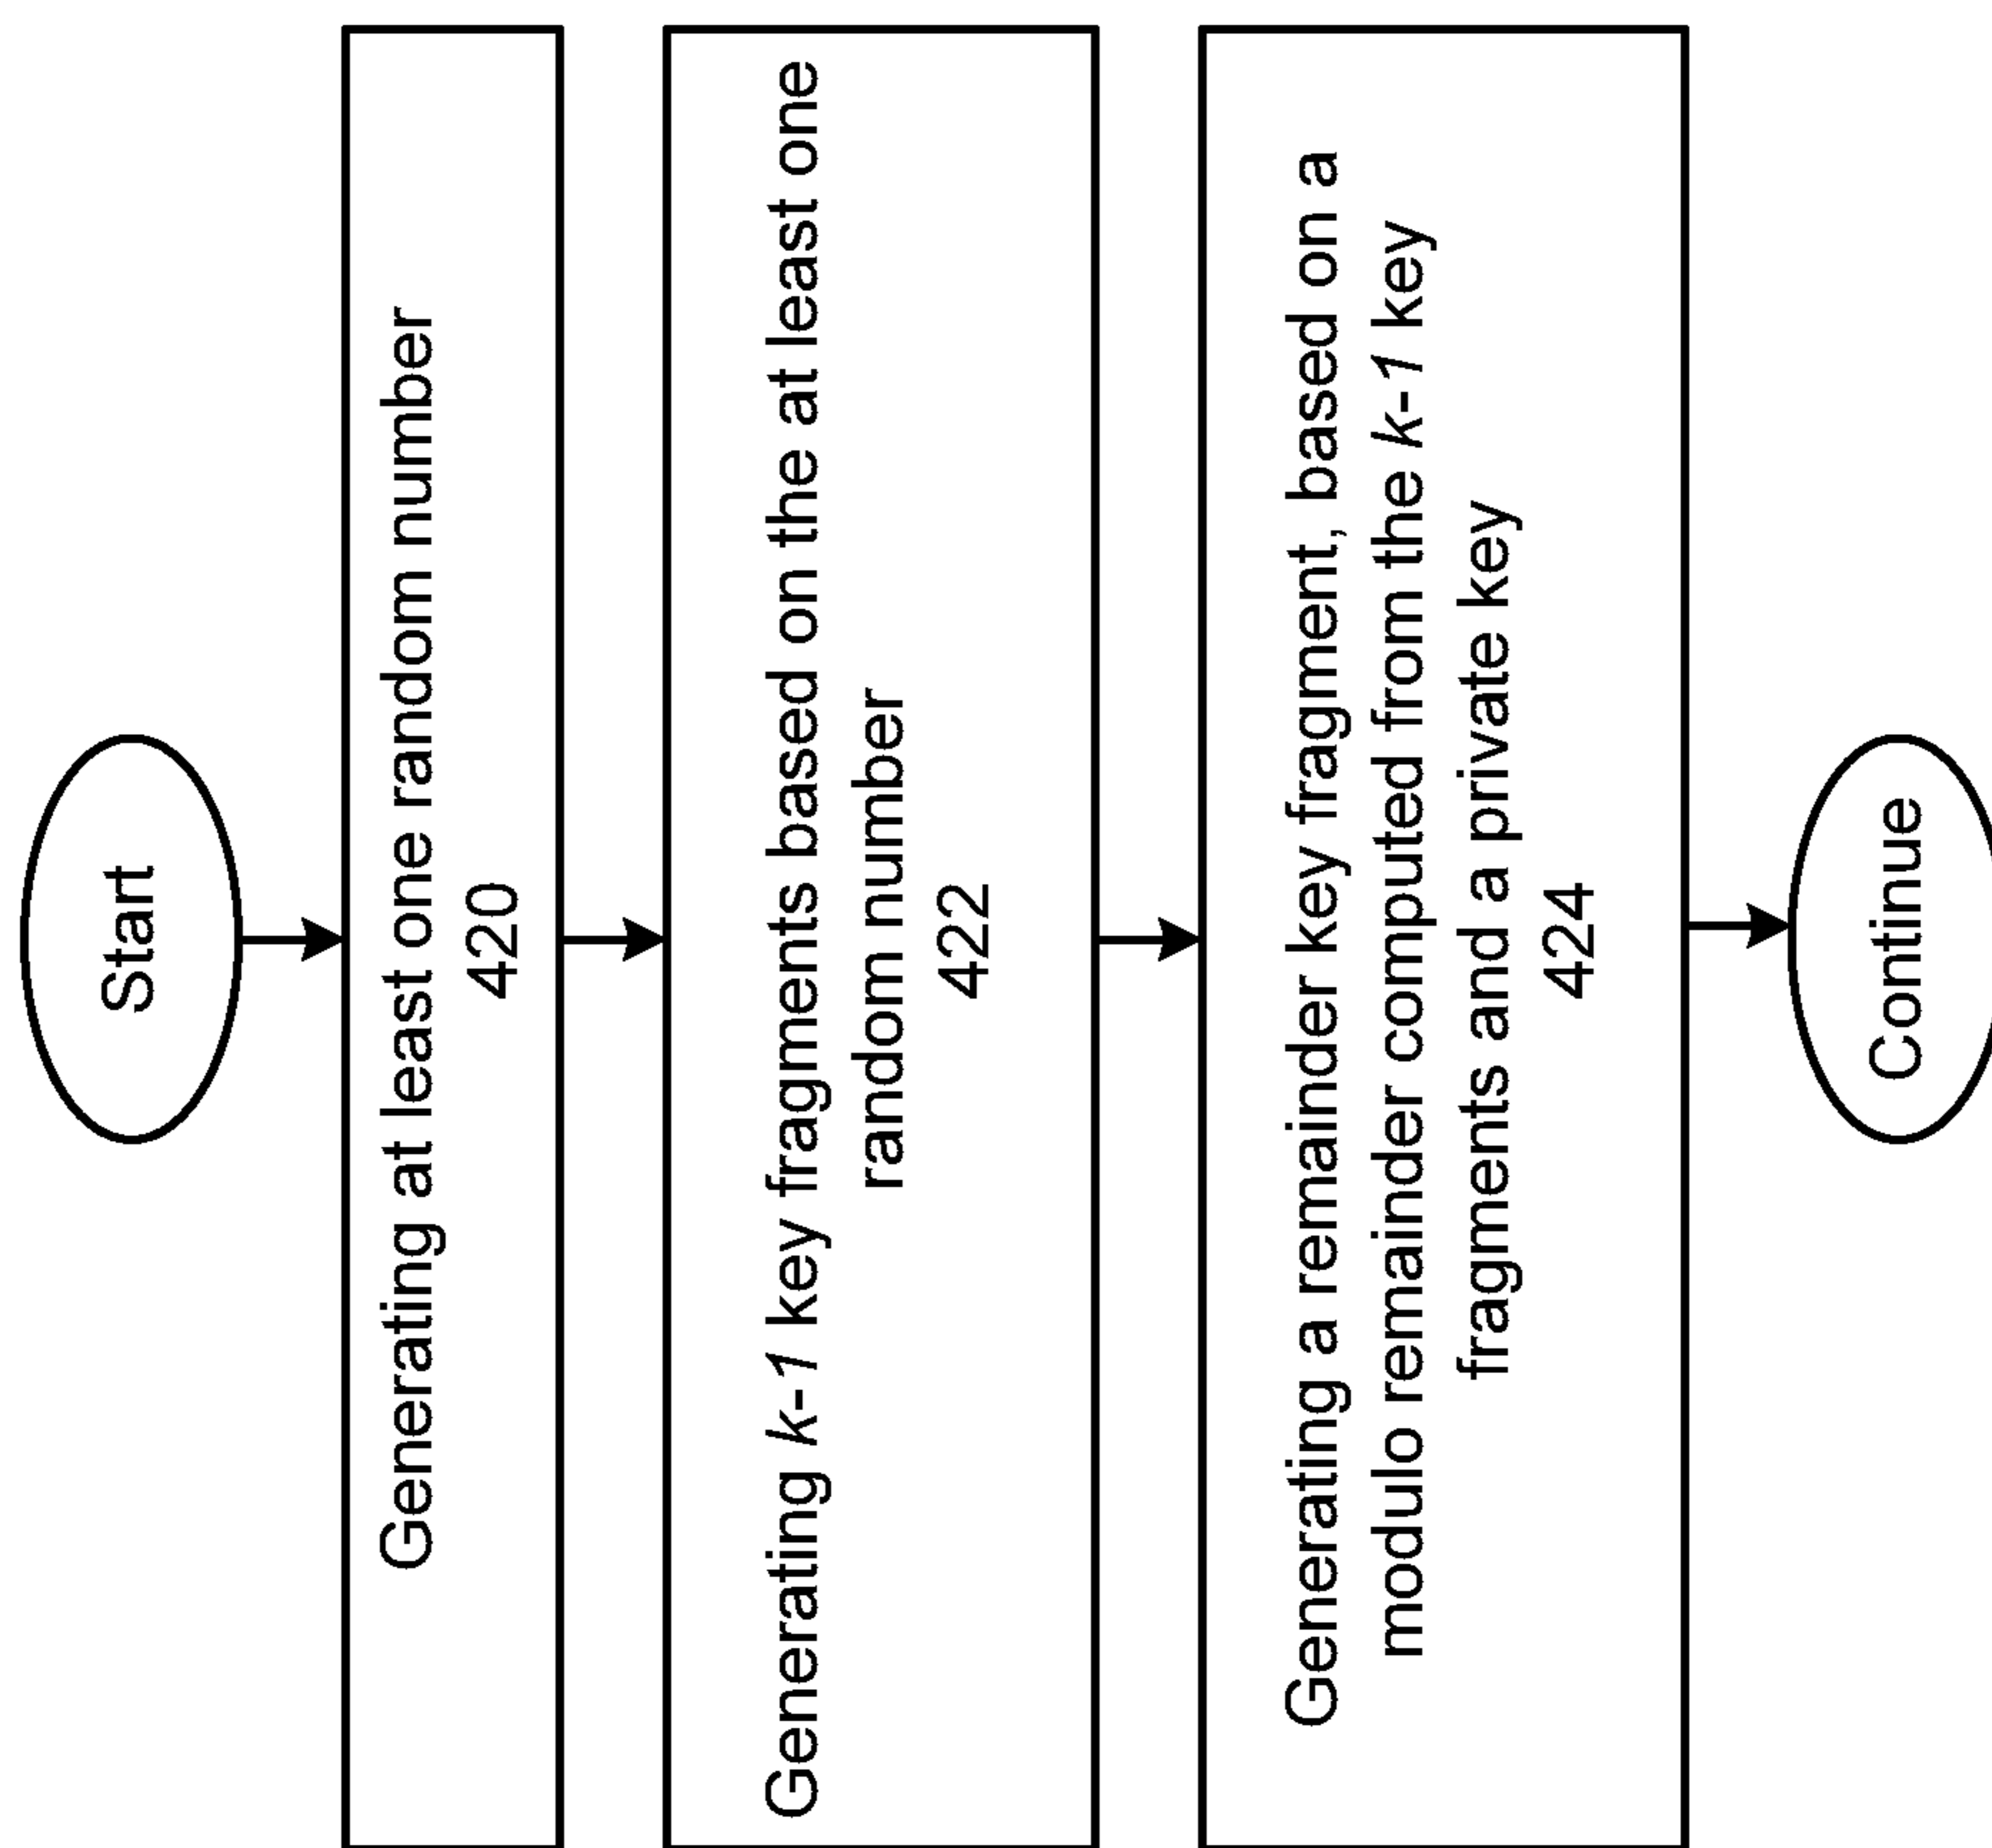 Start
Generating at least one random number
420
Generating k-1 key fragments based on the at least one
random number
422
Generating a remainder key fragment, based on a
modulo remainder computed from the k-1 key
fragments and a private key
424
Continue